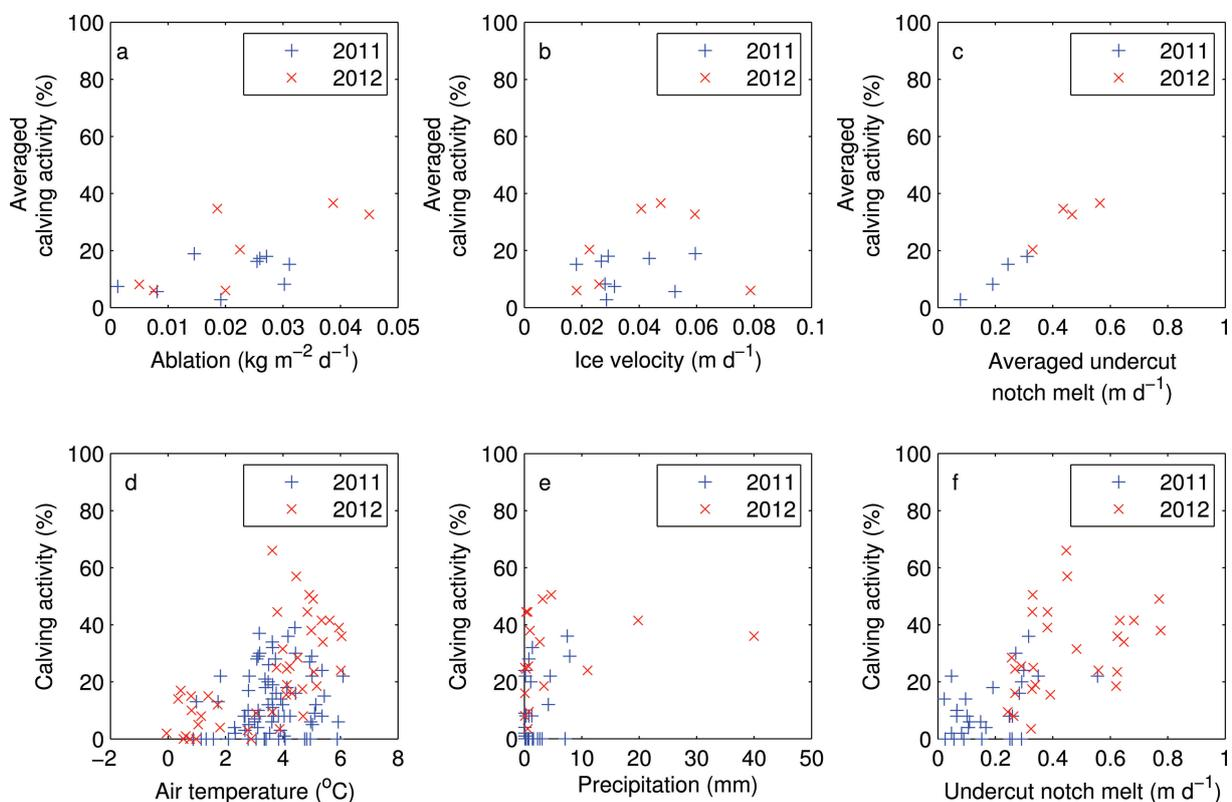 a
2011
2012
100
80
60
40
20
0
Averaged
calving activity (%)
0 0.01 0.02 0.03 0.04 0.05
Ablation (kg m⁻² d⁻¹)
b
2011
2012
100
80
60
40
20
0
Averaged
calving activity (%)
0 0.02 0.04 0.06 0.08 0.1
Ice velocity (m d⁻¹)
c
2011
2012
100
80
60
40
20
0
Averaged
calving activity (%)
0 0.2 0.4 0.6 0.8 1
Averaged undercut
notch melt (m d⁻¹)
d
2011
2012
100
80
60
40
20
0
Calving activity (%)
−2 0 2 4 6 8
Air temperature (°C)
e
2011
2012
100
80
60
40
20
0
Calving activity (%)
0 10 20 30 40 50
Precipitation (mm)
f
2011
2012
100
80
60
40
20
0
Calving activity (%)
0 0.2 0.4 0.6 0.8 1
Undercut notch melt (m d⁻¹)